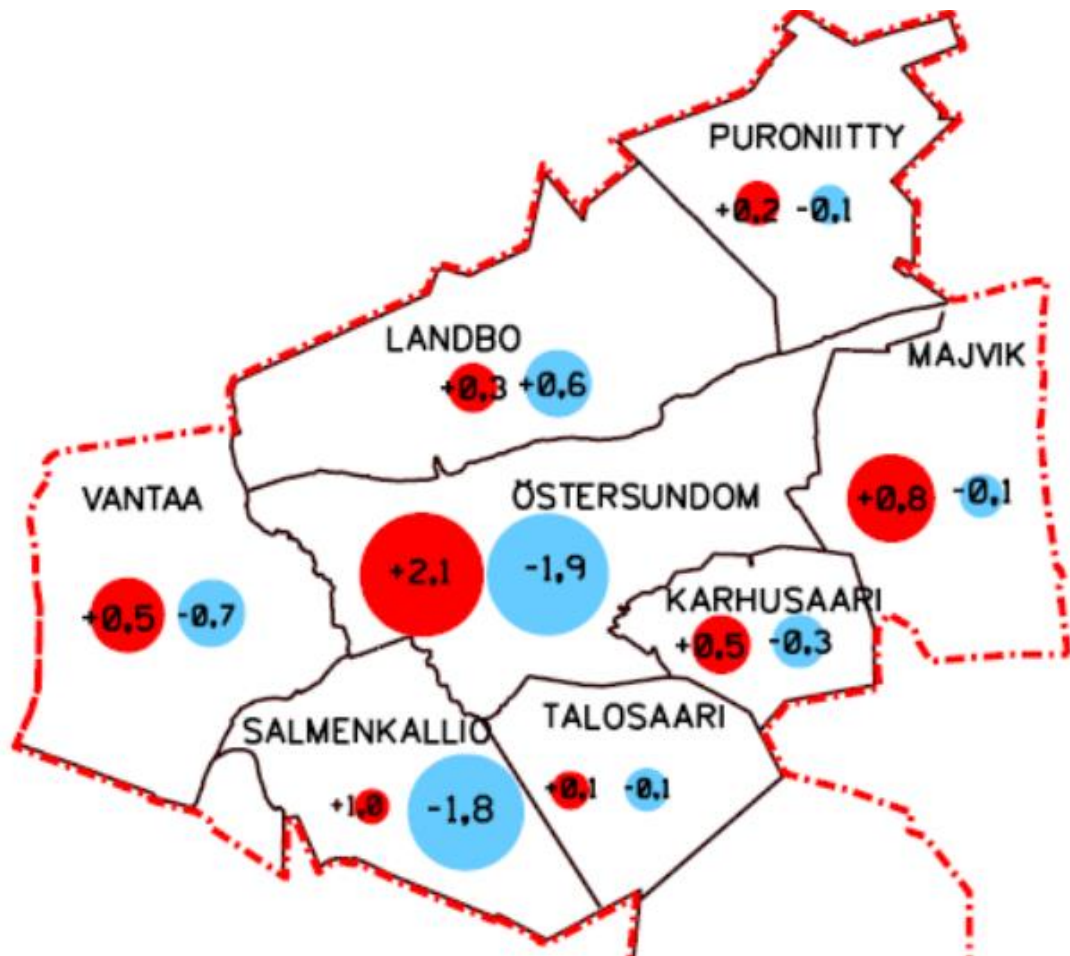 PURONIITTY
+0,2 -0,1
LANDBO
+0,3 +0,6
MAJVIK
+0,8 -0,1
VANTAA
+0,5 -0,7
ÖSTERSUNDOM
+2,1 -1,9
KARHUSAARI
+0,5 -0,3
SALMENKALLIO
+1,0 -1,8
TALOSAARI
+0,1 -0,1